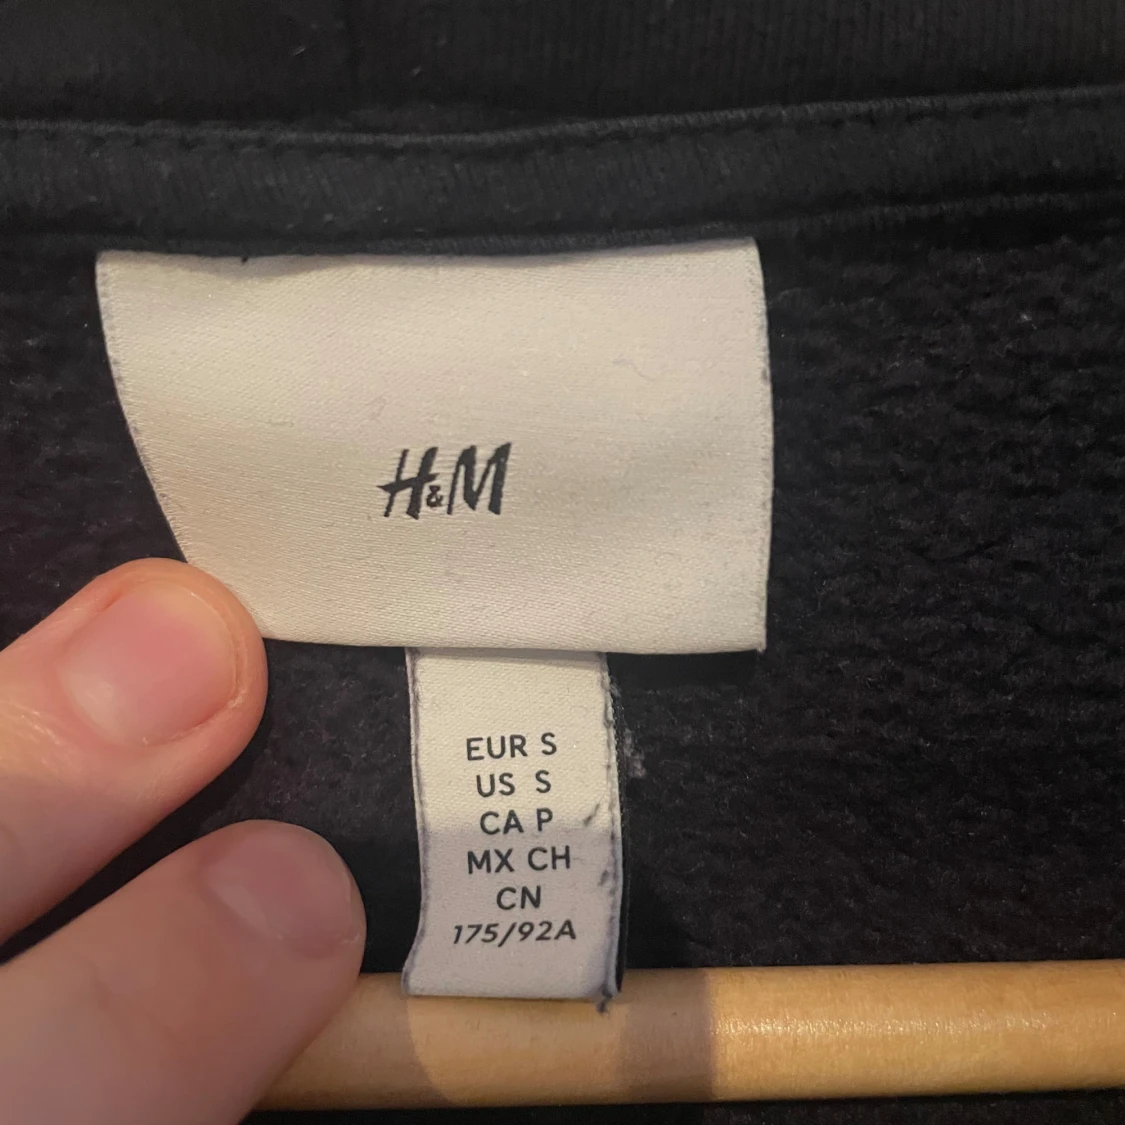 H&M
EUR S
US S
CA P
MX CH
CN
175/92A